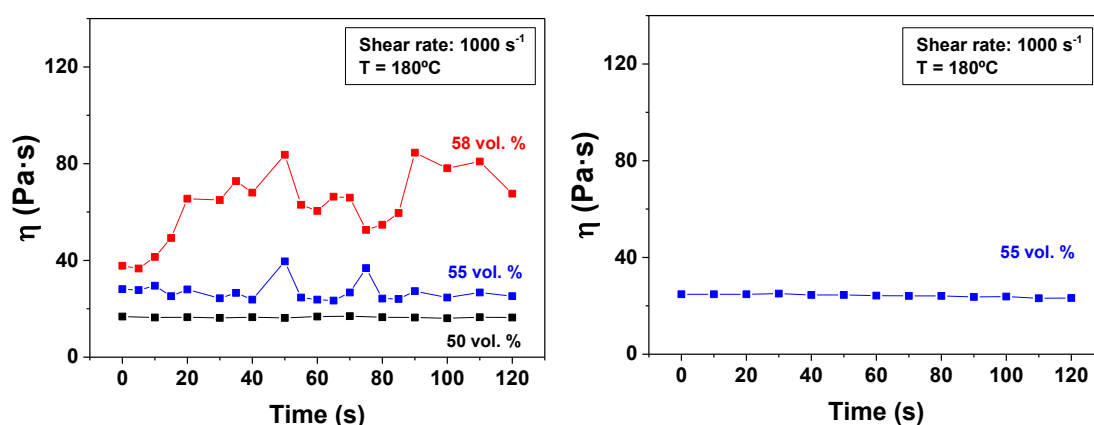 Shear rate: 1000 s⁻¹
T = 180ºC
120
80
40
0
η (Pa·s)
58 vol. %
55 vol. %
50 vol. %
0 20 40 60 80 100 120
Time (s)
Shear rate: 1000 s⁻¹
T = 180ºC
120
80
40
0
η (Pa·s)
55 vol. %
0 20 40 60 80 100 120
Time (s)